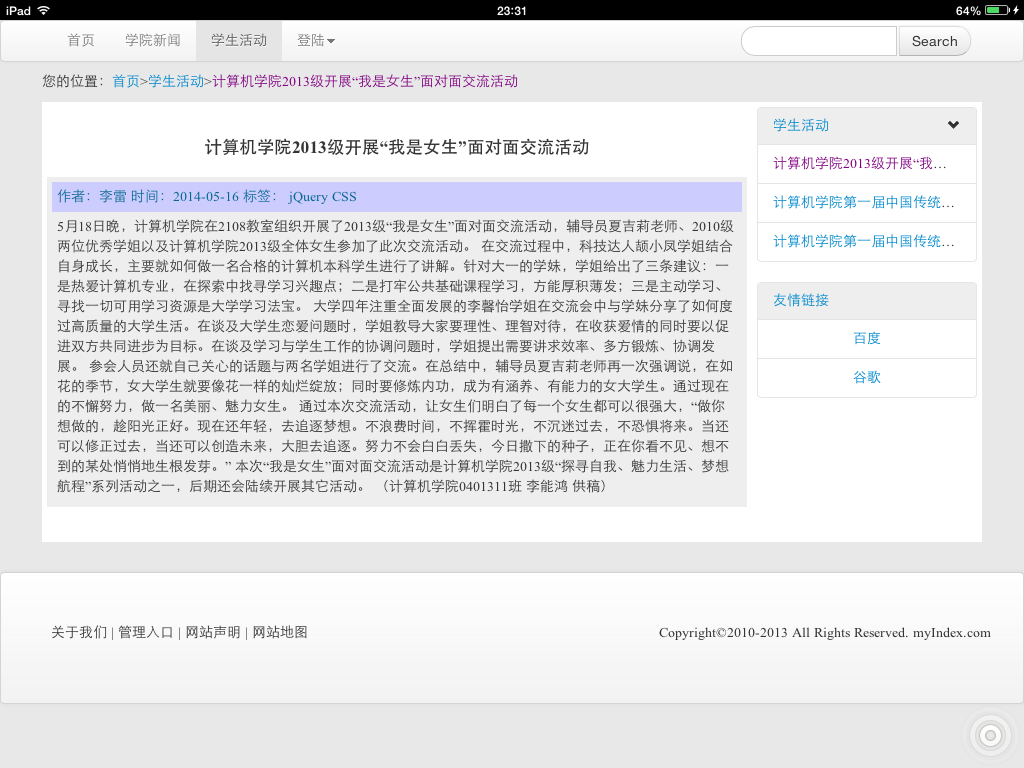 iPad 23:31 64%
首页 学院新闻 学生活动 登陆 Search
您的位置：首页>学生活动>计算机学院2013级开展“我是女生”面对面交流活动
计算机学院2013级开展“我是女生”面对面交流活动
作者：李雷 时间：2014-05-16 标签： jQuery CSS
5月18日晚，计算机学院在2108教室组织开展了2013级“我是女生”面对面交流活动，辅导员夏吉莉老师、2010级
两位优秀学姐以及计算机学院2013级全体女生参加了此次交流活动。 在交流过程中，科技达人颉小凤学姐结合
自身成长，主要就如何做一名合格的计算机本科学生进行了讲解。针对大一的学妹，学姐给出了三条建议：一
是热爱计算机专业，在探索中找寻学习兴趣点；二是打牢公共基础课程学习，方能厚积薄发；三是主动学习、
寻找一切可用学习资源是大学学习法宝。 大学四年注重全面发展的李馨怡学姐在交流会中与学妹分享了如何度
过高质量的大学生活。在谈及大学生恋爱问题时，学姐教导大家要理性、理智对待，在收获爱情的同时要以促
进双方共同进步为目标。在谈及学习与学生工作的协调问题时，学姐提出需要讲求效率、多方锻炼、协调发
展。 参会人员还就自己关心的话题与两名学姐进行了交流。在总结中，辅导员夏吉莉老师再一次强调说，在如
花的季节，女大学生就要像花一样的灿烂绽放；同时要修炼内功，成为有涵养、有能力的女大学生。通过现在
的不懈努力，做一名美丽、魅力女生。 通过本次交流活动，让女生们明白了每一个女生都可以很强大，“做你
想做的，趁阳光正好。现在还年轻，去追逐梦想。不浪费时间，不挥霍时光，不沉迷过去，不恐惧将来。当还
可以修正过去，当还可以创造未来，大胆去追逐。努力不会白白丢失，今日撒下的种子，正在你看不见、想不
到的某处悄悄地生根发芽。” 本次“我是女生”面对面交流活动是计算机学院2013级“探寻自我、魅力生活、梦想
航程”系列活动之一，后期还会陆续开展其它活动。 （计算机学院0401311班 李能鸿 供稿）
学生活动
计算机学院2013级开展“我…
计算机学院第一届中国传统…
计算机学院第一届中国传统…
友情链接
百度
谷歌
关于我们 | 管理入口 | 网站声明 | 网站地图
Copyright©2010-2013 All Rights Reserved. myIndex.com